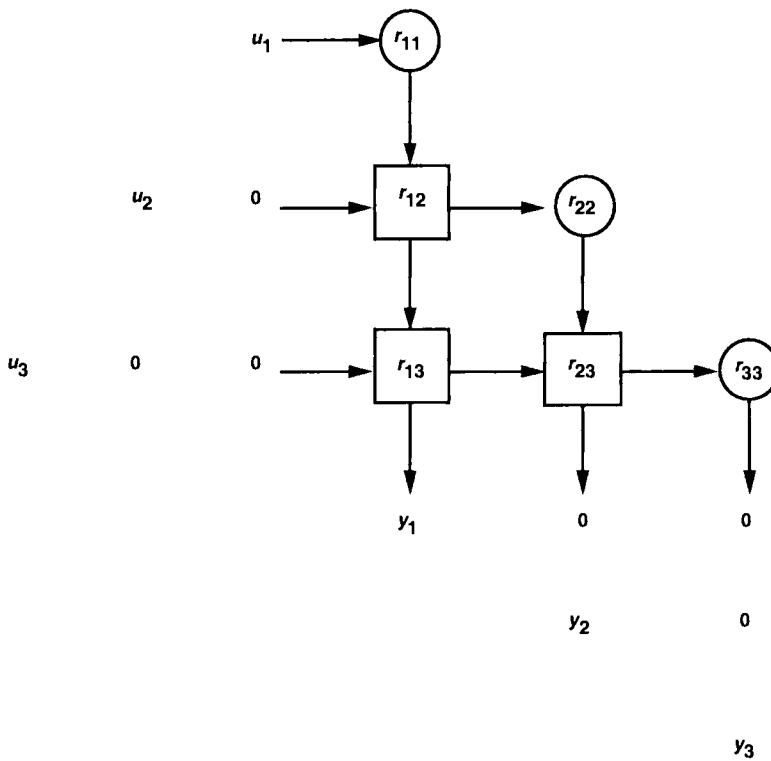 u₁ r₁₁
u₂ 0 r₁₂ r₂₂
u₃ 0 0 r₁₃ r₂₃ r₃₃
y₁ 0 0
y₂ 0
y₃